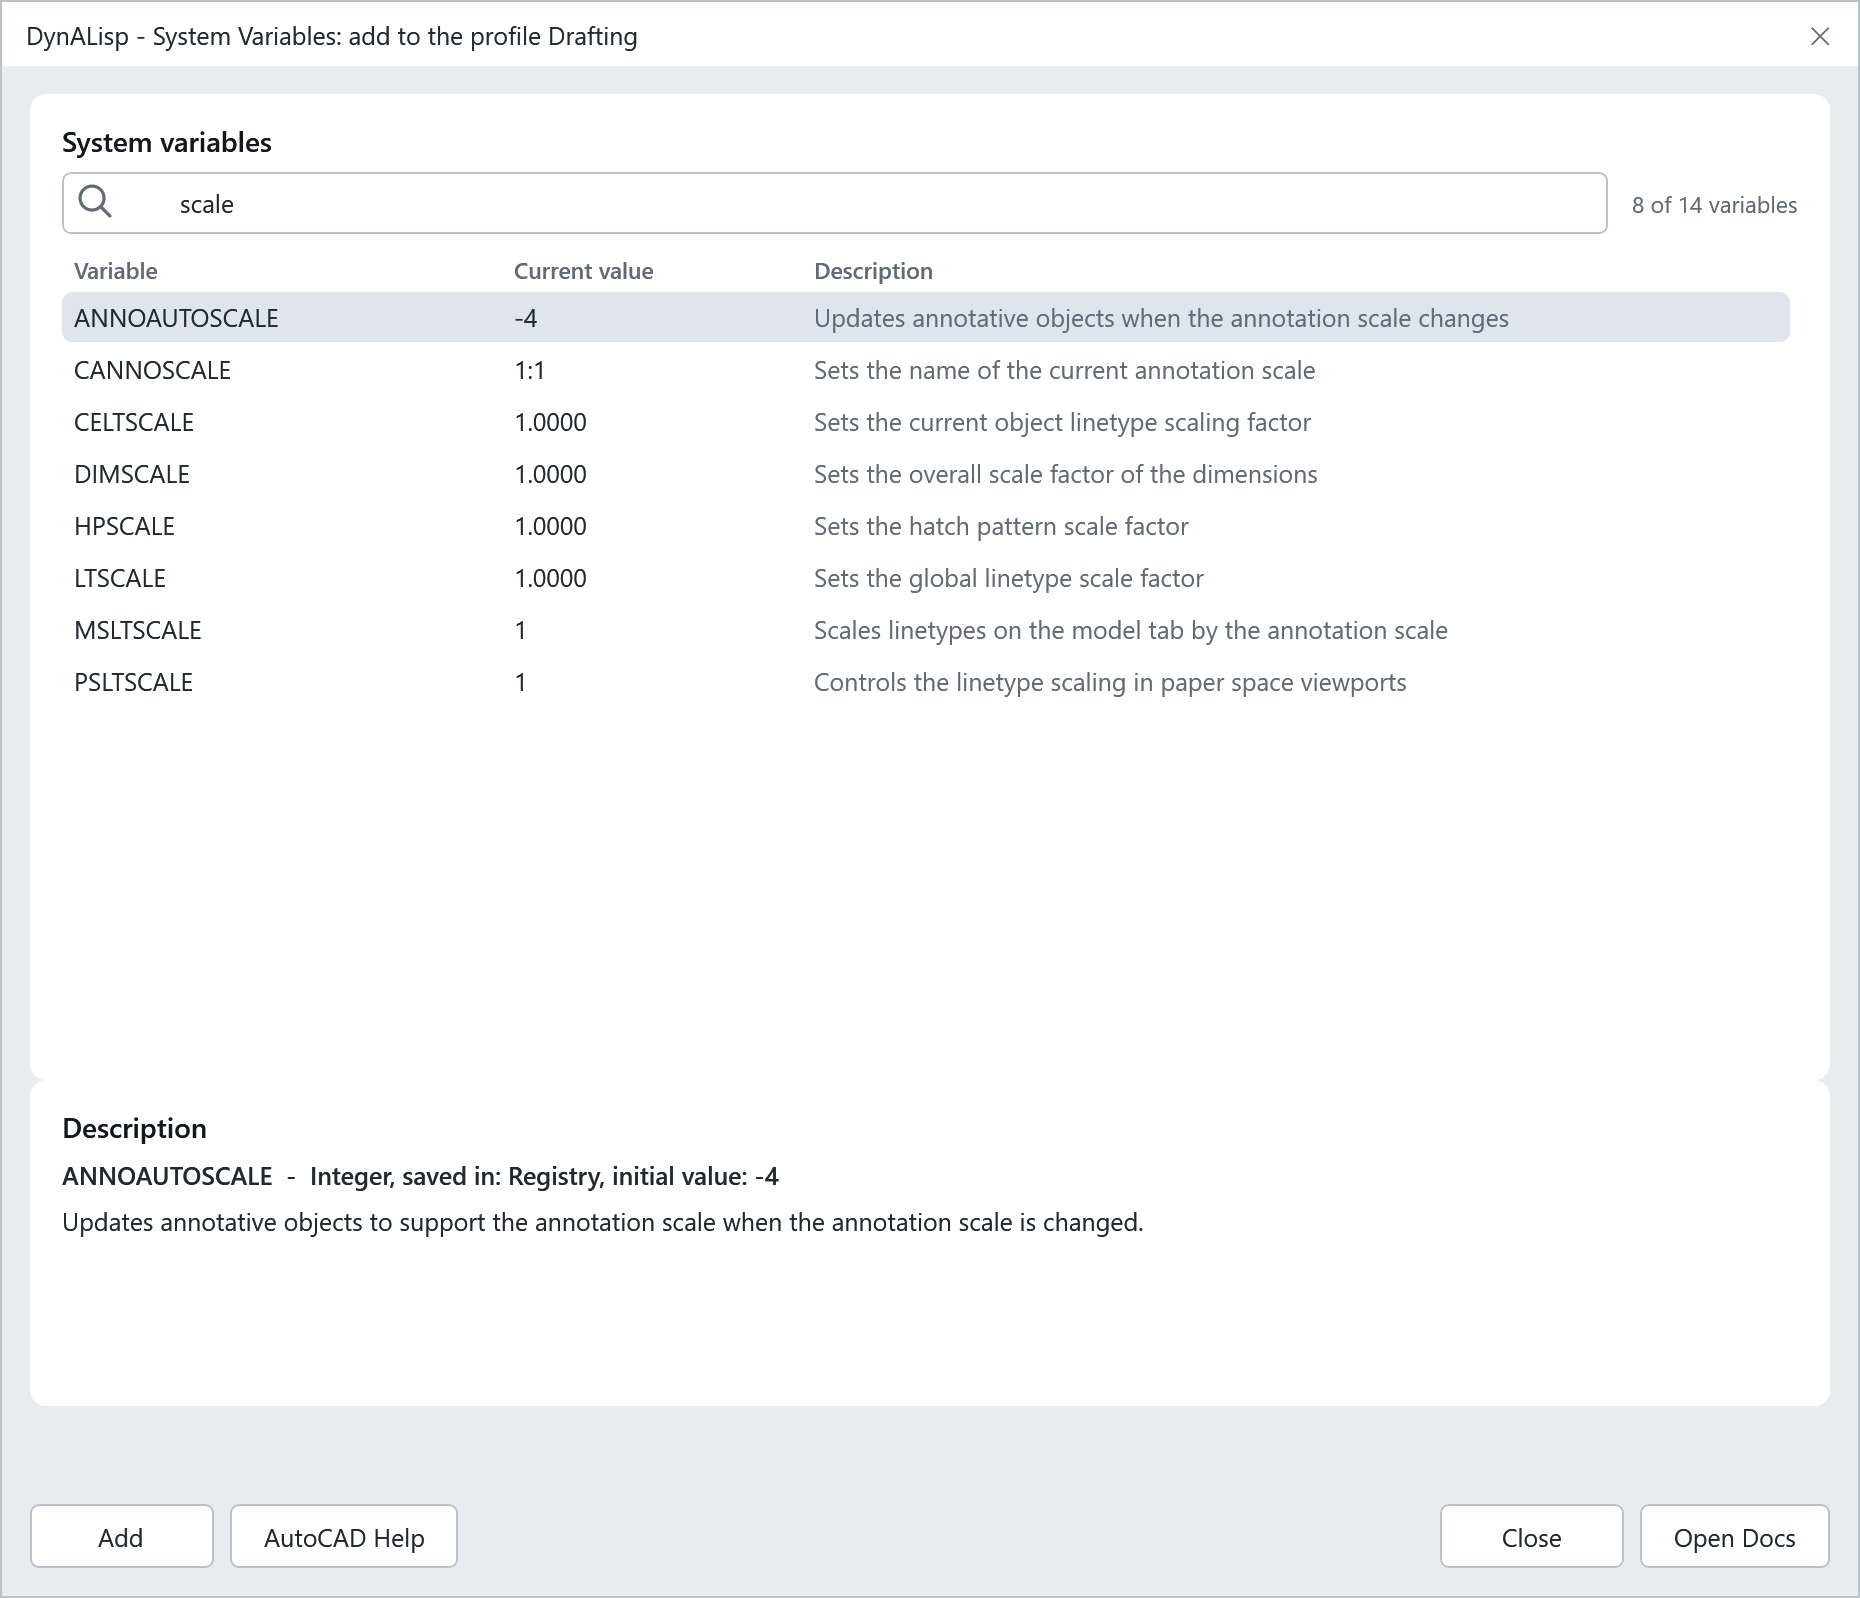 DynALisp - System Variables: add to the profile Drafting
System variables
scale
8 of 14 variables
Variable Current value Description
ANNOAUTOSCALE -4 Updates annotative objects when the annotation scale changes
CANNOSCALE 1:1 Sets the name of the current annotation scale
CELTSCALE 1.0000 Sets the current object linetype scaling factor
DIMSCALE 1.0000 Sets the overall scale factor of the dimensions
HPSCALE 1.0000 Sets the hatch pattern scale factor
LTSCALE 1.0000 Sets the global linetype scale factor
MSLTSCALE 1 Scales linetypes on the model tab by the annotation scale
PSLTSCALE 1 Controls the linetype scaling in paper space viewports
Description
ANNOAUTOSCALE - Integer, saved in: Registry, initial value: -4
Updates annotative objects to support the annotation scale when the annotation scale is changed.
Add AutoCAD Help Close Open Docs